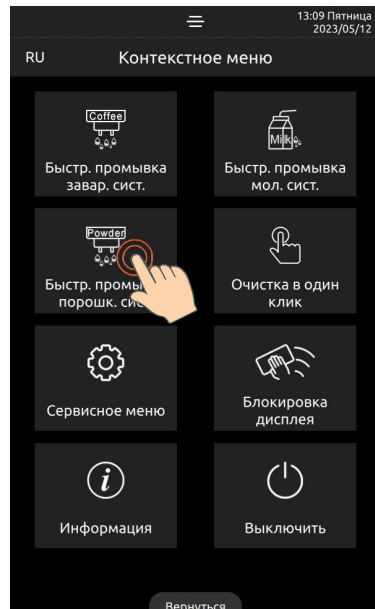 13:09 Пятница
2023/05/12
RU
Контекстное меню
Coffee
Быстр. промывка
завар. сист.
Milk
Быстр. промывка
мол. сист.
Powder
Быстр. промы
порошк. си
Очистка в один
клик
Сервисное меню
Блокировка
дисплея
i
Информация
Выключить
Вернуться